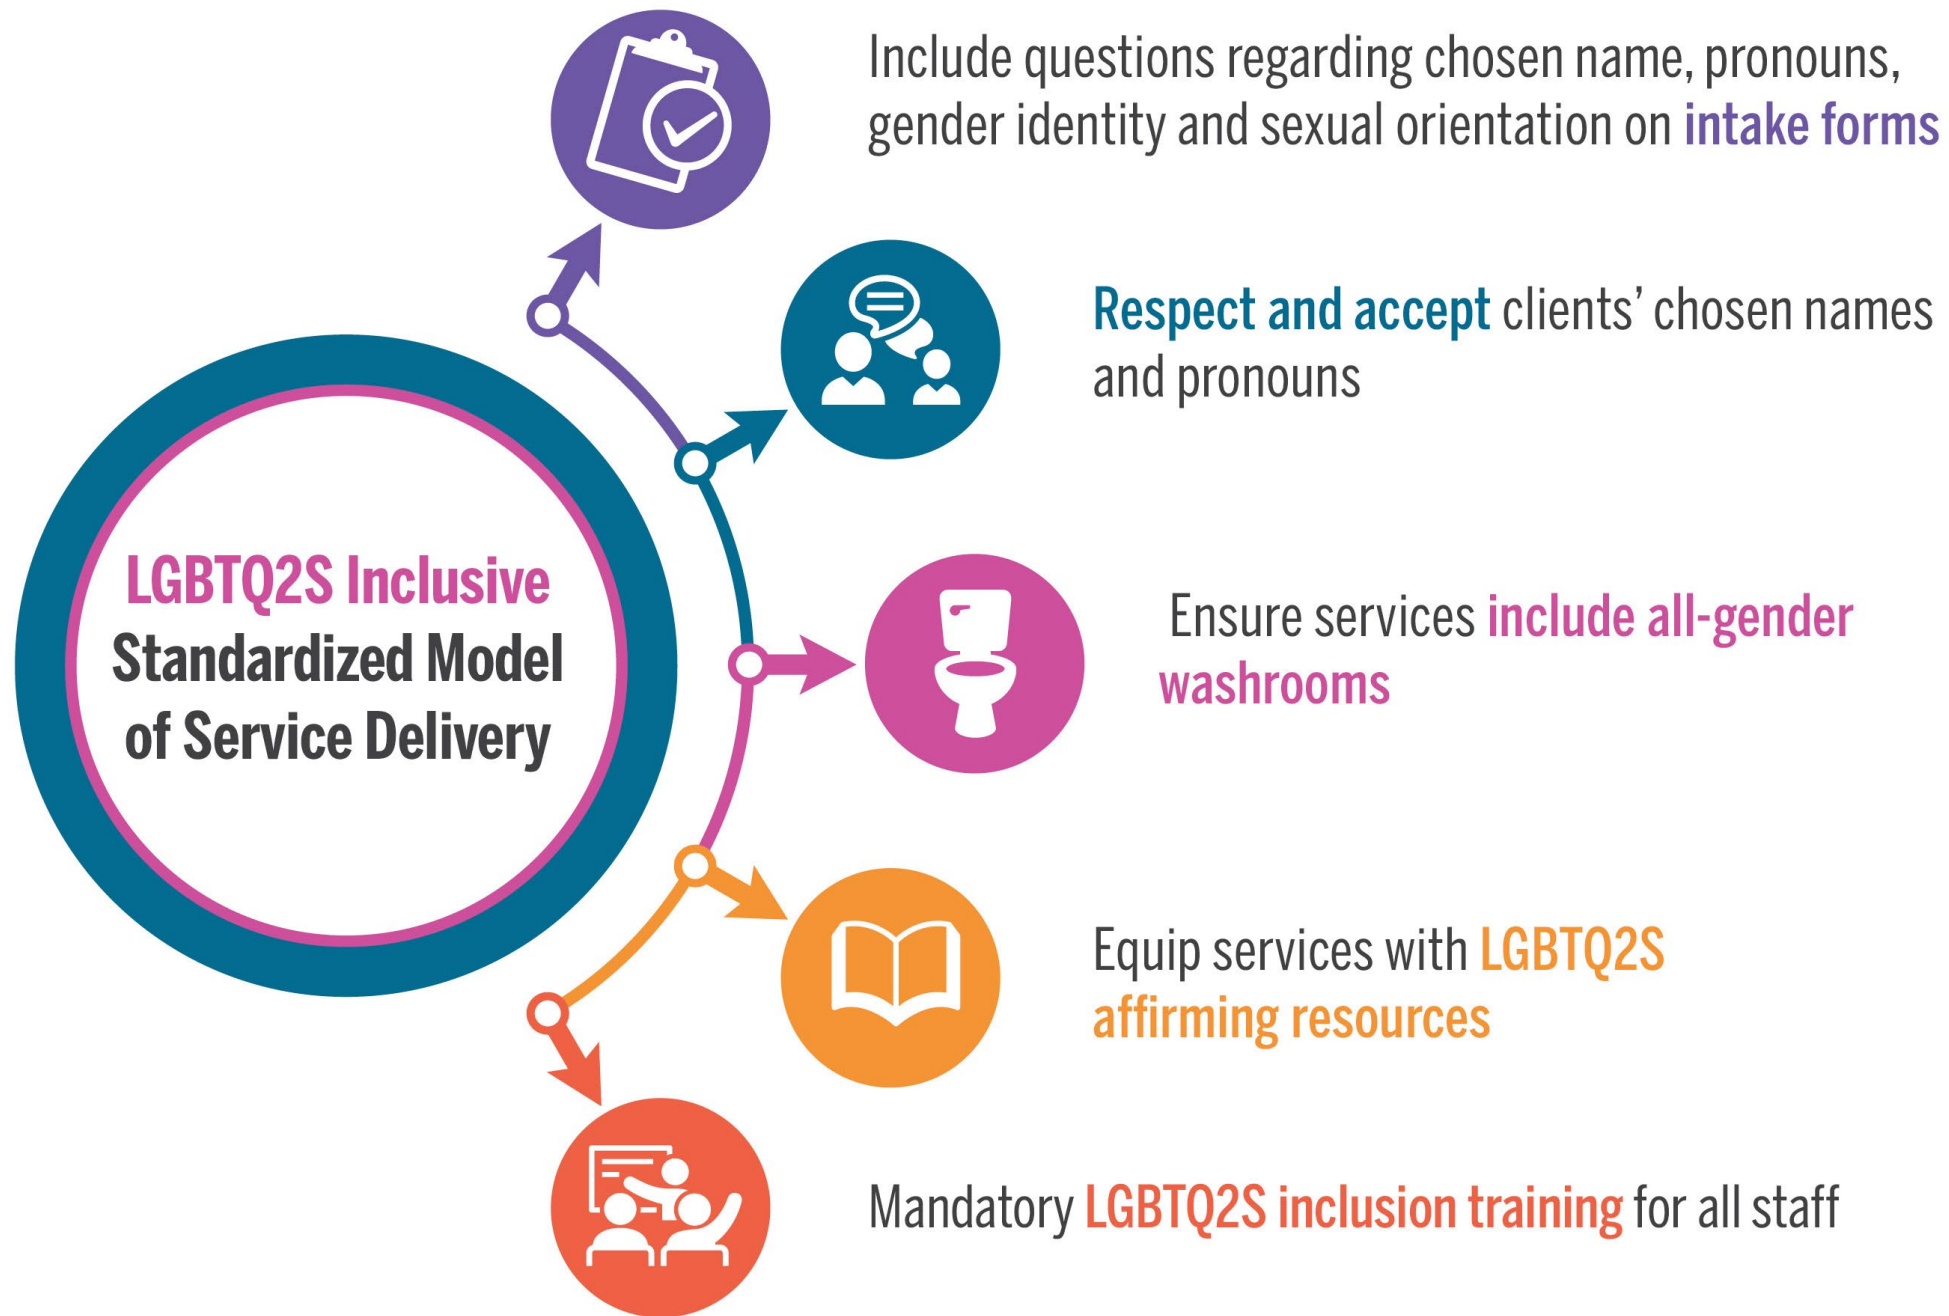 Include questions regarding chosen name, pronouns,
gender identity and sexual orientation on intake forms
Respect and accept clients’ chosen names
and pronouns
LGBTQ2S Inclusive
Standardized Model
of Service Delivery
Ensure services include all-gender
washrooms
Equip services with LGBTQ2S
affirming resources
Mandatory LGBTQ2S inclusion training for all staff